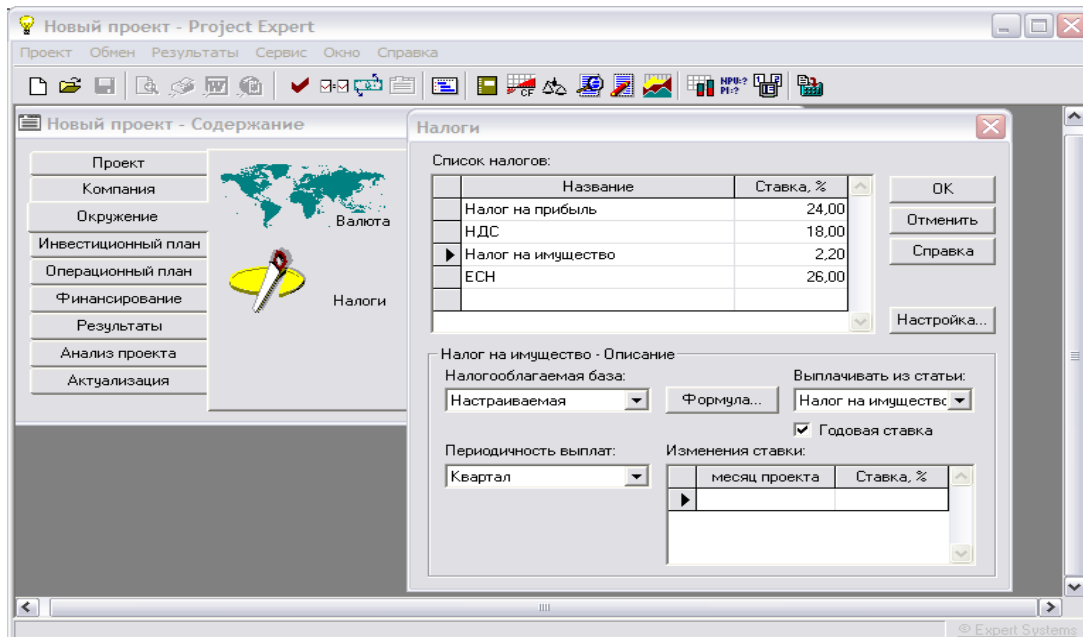 Новый проект - Project Expert
Проект Обмен Результаты Сервис Окно Справка
CF NPU:? PI:?
Новый проект - Содержание
Проект
Компания
Окружение
Инвестиционный план
Операционный план
Финансирование
Результаты
Анализ проекта
Актуализация
Валюта
Налоги
Налоги
Список налогов:
Название Ставка, %
Налог на прибыль 24,00
НДС 18,00
Налог на имущество 2,20
ЕСН 26,00
ОК
Отменить
Справка
Настройка...
Налог на имущество - Описание
Налогооблагаемая база: Выплачивать из статьи:
Настраиваемая Формула... Налог на имущество
Годовая ставка
Периодичность выплат: Изменения ставки:
Квартал месяц проекта Ставка, %
© Expert Systems